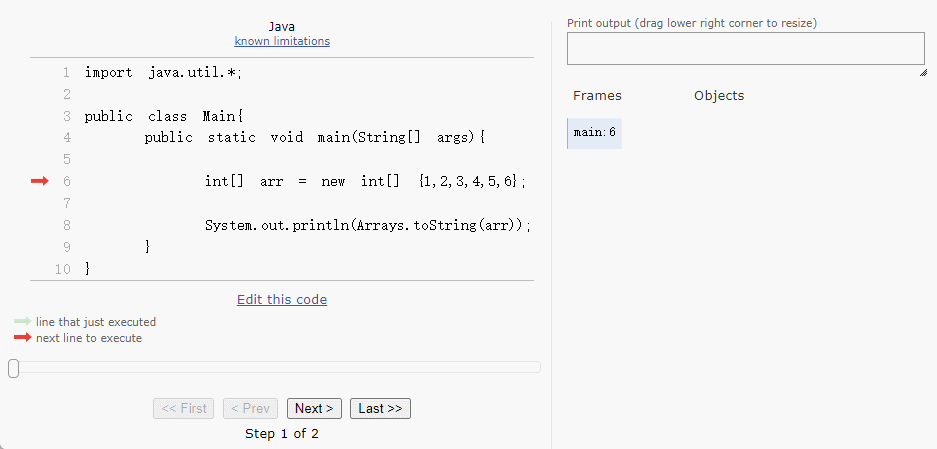 Java
known limitations
1 import java.util.*;
2
3 public class Main{
4 public static void main(String[] args){
5
6 int[] arr = new int[] {1,2,3,4,5,6};
7
8 System.out.println(Arrays.toString(arr));
9 }
10 }
Edit this code
line that just executed
next line to execute
<< First < Prev Next > Last >>
Step 1 of 2
Print output (drag lower right corner to resize)
Frames Objects
main:6